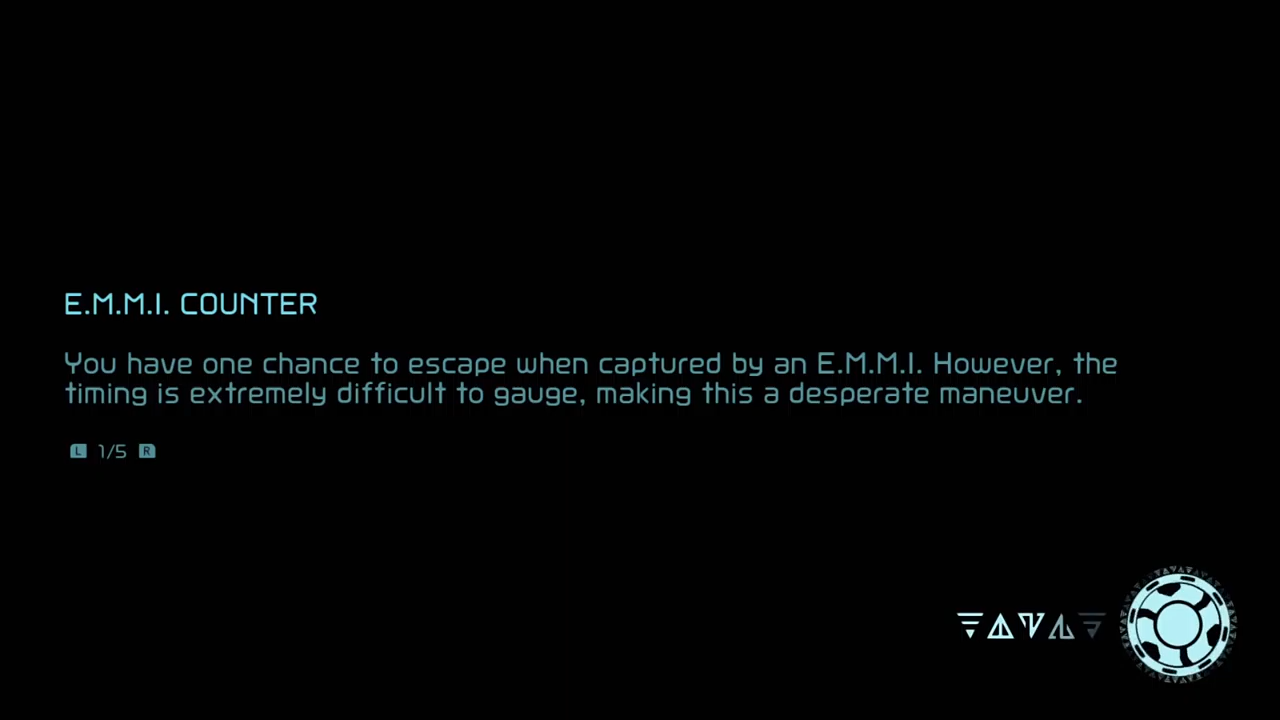 E.M.M.I. COUNTER
You have one chance to escape when captured by an E.M.M.I. However, the
timing is extremely difficult to gauge, making this a desperate maneuver.
L 1/5 R